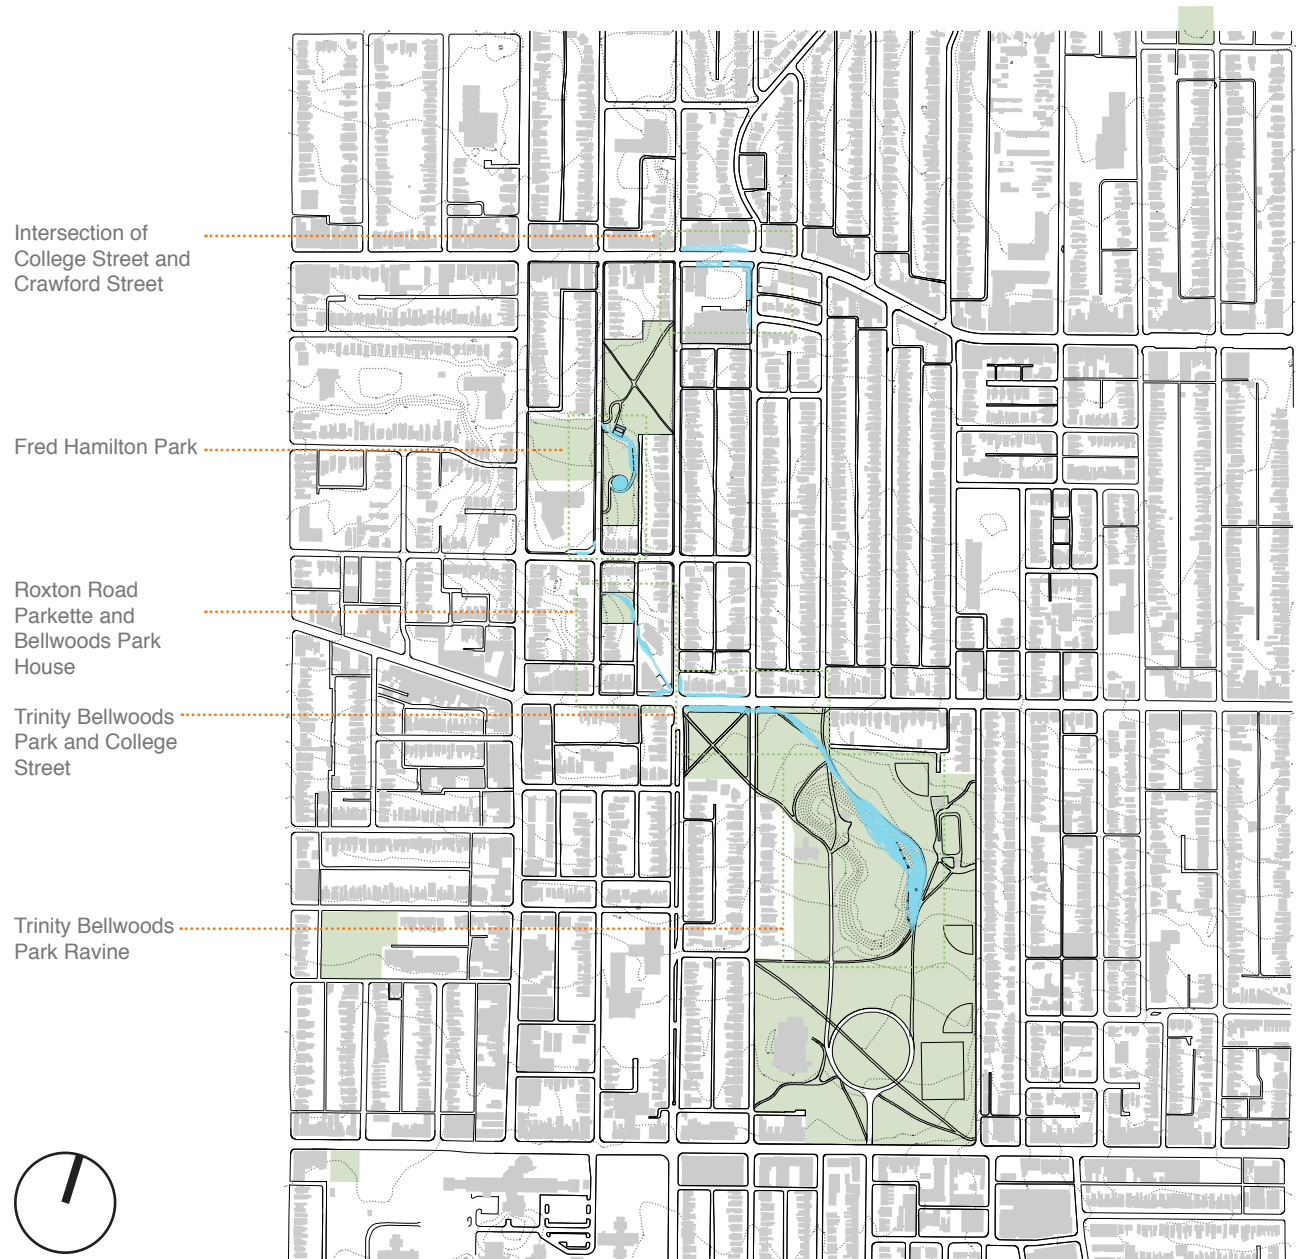 Intersection of
College Street and
Crawford Street
Fred Hamilton Park
Roxton Road
Parkette and
Bellwoods Park
House
Trinity Bellwoods
Park and College
Street
Trinity Bellwoods
Park Ravine